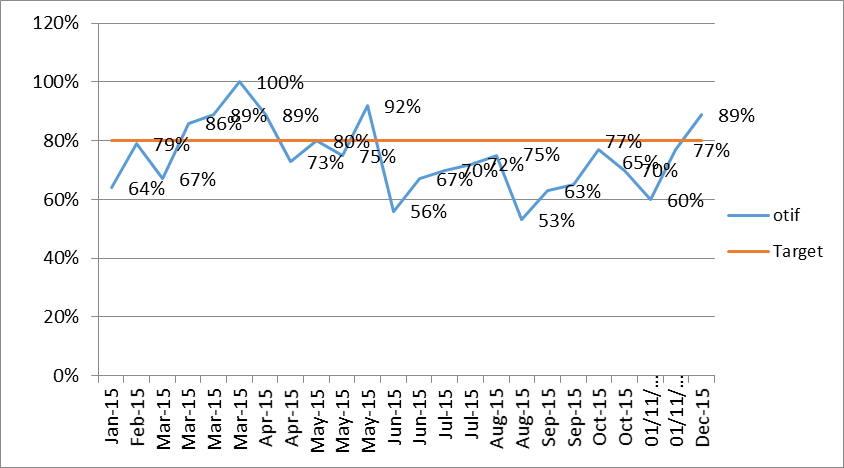 120%
100%
80%
60%
40%
20%
0%
64%
79%
67%
86%
89%
100%
89%
73%
80%
75%
92%
56%
67%
70%
72%
75%
53%
63%
65%
77%
70%
60%
77%
89%
Jan-15
Feb-15
Mar-15
Mar-15
Mar-15
Mar-15
Apr-15
Apr-15
May-15
May-15
May-15
Jun-15
Jun-15
Jul-15
Jul-15
Aug-15
Aug-15
Sep-15
Sep-15
Oct-15
Oct-15
01/11/...
01/11/...
Dec-15
otif
Target